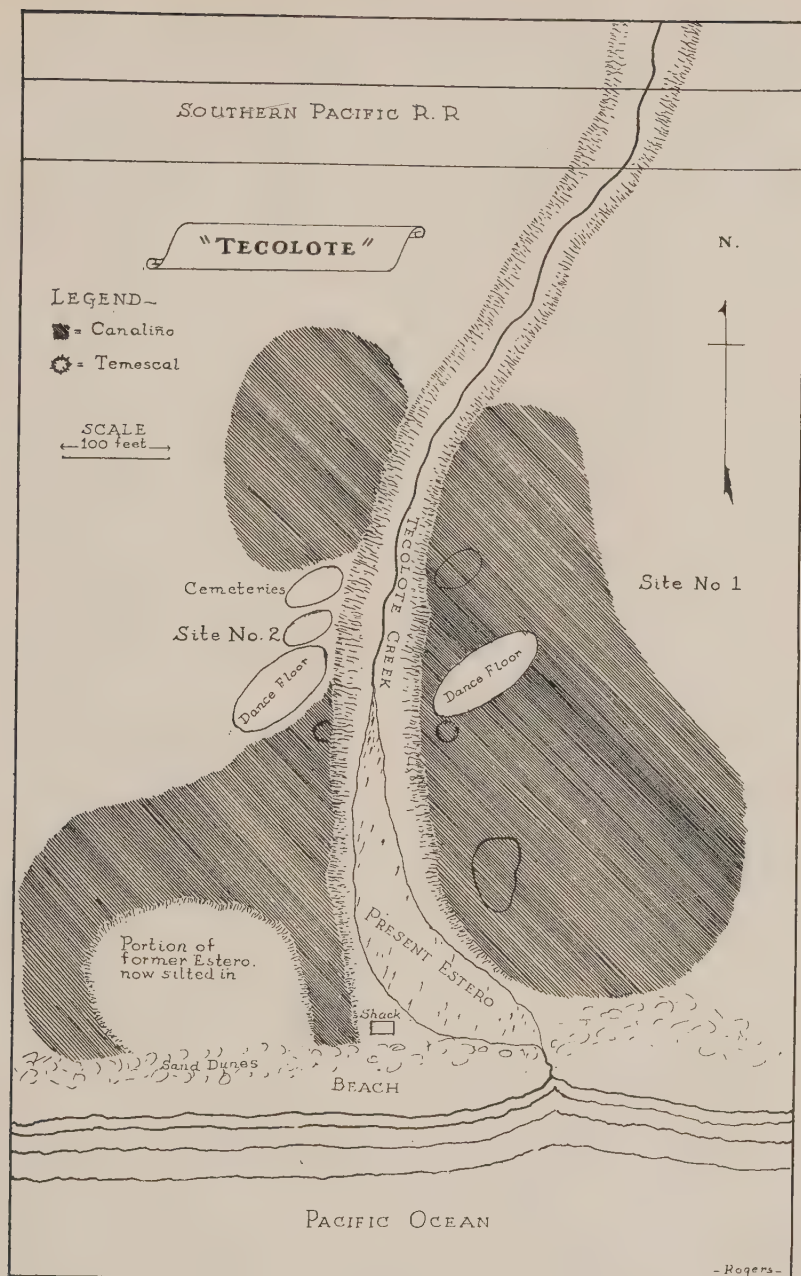 SOUTHERN PACIFIC R. R
"TECOLOTE"
N.
LEGEND~
= Canaliño
= Temescal
SCALE
100 feet
TECOLOTE CREEK
Cemeteries
Site No 1
Site No. 2
Dance Floor
Dance Floor
PRESENT ESTERO
Portion of
former Estero.
now silted in
Shack
Sand Dunes
BEACH
PACIFIC OCEAN
- Rogers -